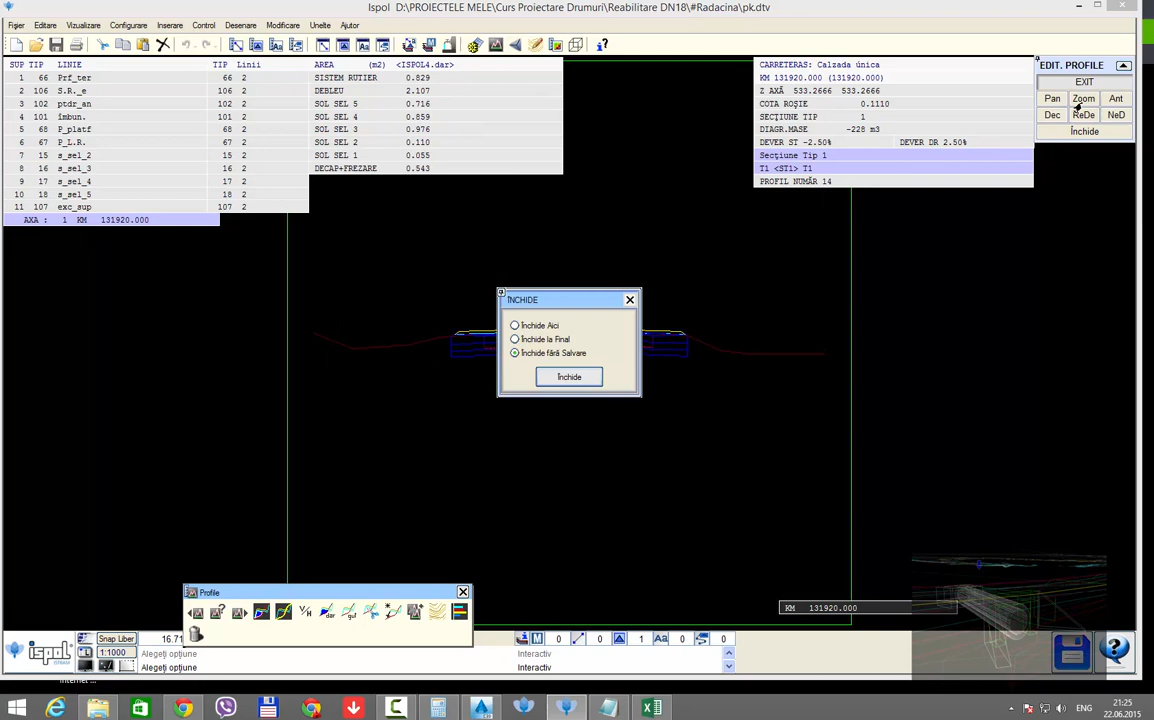 Ispol D:\PROIECTELE MELE\Curs Proiectare Drumuri\Reabilitare DN18\#Radacina\pk.dtv
Fișier Editare Vizualizare Configurare Inserare Control Desenare Modificare Unelte Ajutor
SUP TIP LINIE TIP Linii
1 66 Prf_ter 66 2
2 106 S.R._e 106 2
3 102 ptdr_an 102 2
4 101 îmbun. 101 2
5 68 P_platf 68 2
6 67 P_L.R. 67 2
7 15 s_sel_2 15 2
8 16 s_sel_3 16 2
9 17 s_sel_4 17 2
10 18 s_sel_5 18 2
11 107 exc_sup 107 2
AXA : 1 KM 131920.000
AREA (m2) <ISPOL4.dar>
SISTEM RUTIER 0.829
DEBLEU 2.107
SOL SEL 5 0.716
SOL SEL 4 0.859
SOL SEL 3 0.976
SOL SEL 2 0.110
SOL SEL 1 0.055
DECAP+FREZARE 0.543
CARRETERAS: Calzada única
KM 131920.000 (131920.000)
Z AXĂ 533.2666 533.2666
COTA ROȘIE 0.1110
SECȚIUNE TIP 1
DIAGR.MASE -228 m3
DEVER ST -2.50% DEVER DR 2.50%
Secțiune Tip 1
T1 <ST1> T1
PROFIL NUMĂR 14
EDIT. PROFILE
EXIT
Pan Zoom Ant
Dec ReDe NeD
Închide
ÎNCHIDE
Închide Aici
Închide la Final
Închide fără Salvare
Închide
Profile
KM 131920.000
ispol
Snap Liber 16.71
1:1000
M 0 0 1 Aa 0 0
Alegeți opțiune Interactiv
Alegeți opțiune Interactiv
ENG
21:25
22.06.2015